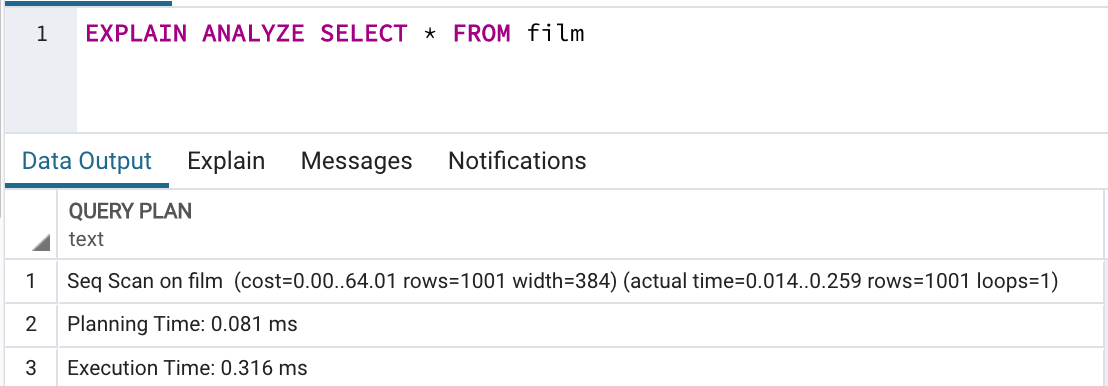 1 EXPLAIN ANALYZE SELECT * FROM film
Data Output Explain Messages Notifications
QUERY PLAN
text
1 Seq Scan on film (cost=0.00..64.01 rows=1001 width=384) (actual time=0.014..0.259 rows=1001 loops=1)
2 Planning Time: 0.081 ms
3 Execution Time: 0.316 ms